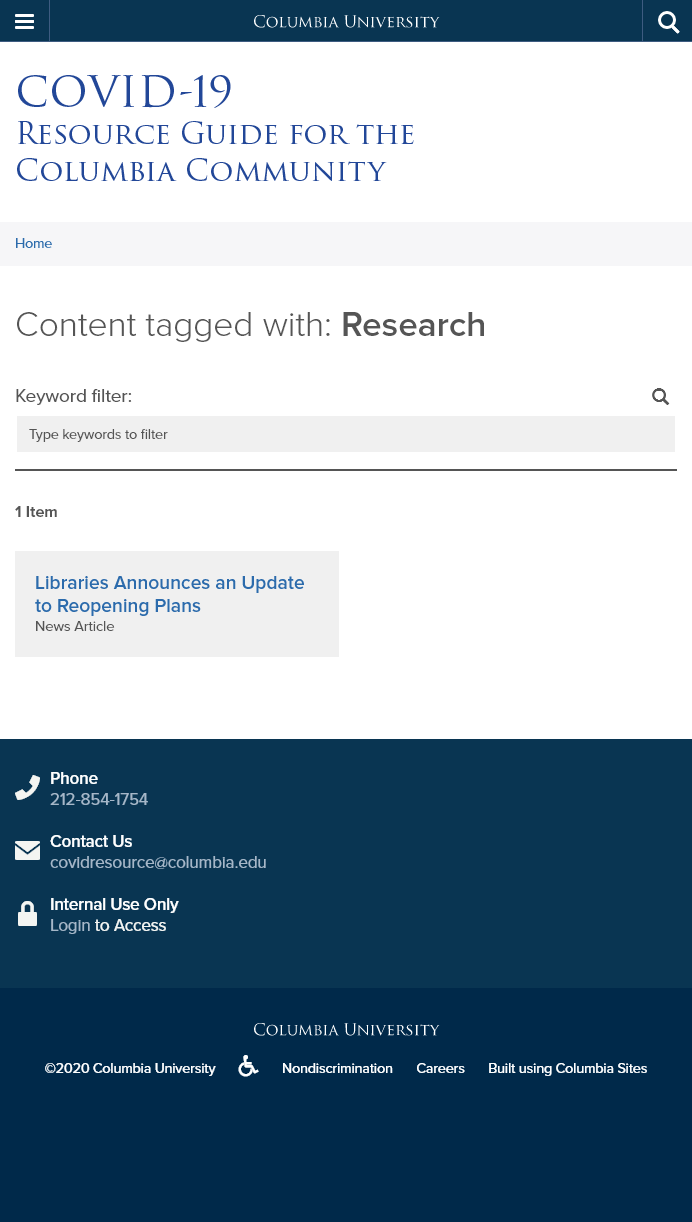 Columbia University
COVID-19
Resource Guide for the
Columbia Community
Home
Content tagged with: Research
Keyword filter:
Type keywords to filter
1 Item
Libraries Announces an Update
to Reopening Plans
News Article
Phone
212-854-1754
Contact Us
covidresource@columbia.edu
Internal Use Only
Login to Access
Columbia University
©2020 Columbia University Nondiscrimination Careers Built using Columbia Sites